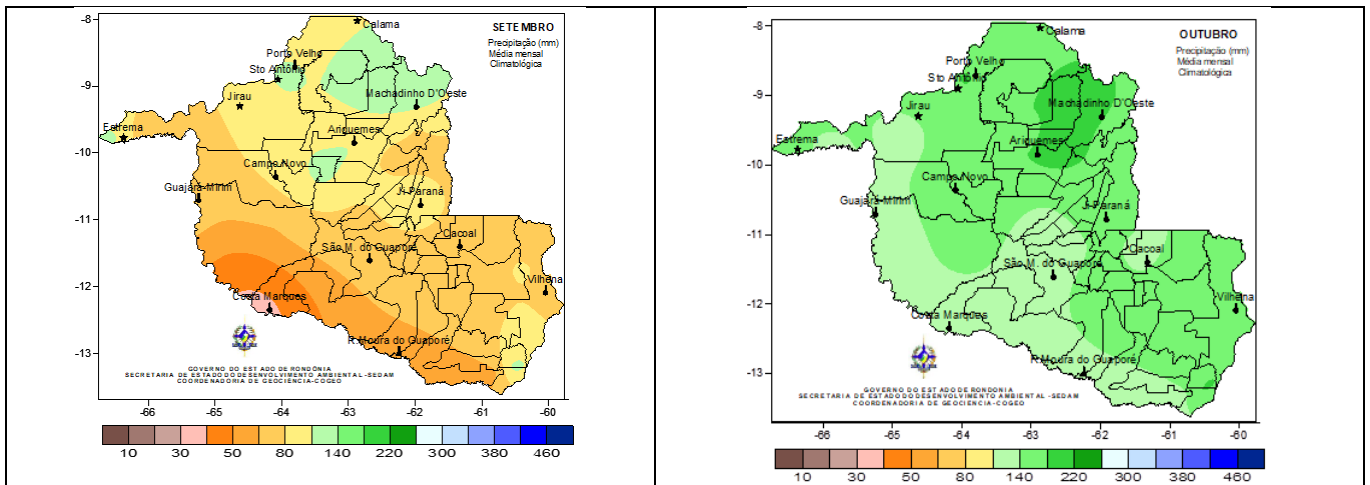 SETEMBRO
Precipitação (mm)
Média mensal
Climatológica
-8
-9
-10
-11
-12
-13
Calama
Porto Velho
Sto Antônio
Jirau
Machadinho D'Oeste
Estrema
Ariquemes
Campo Novo
Guajará-Mirim
Ji-Paraná
Cacoal
São M. do Guaporé
Vilhena
Costa Marques
R.Moura do Guaporé
GOVERNO DO ESTADO DE RONDÔNIA
SECRETARIA DE ESTADO DO DESENVOLVIMENTO AMBIENTAL -SEDAM
COORDENADORIA DE GEOCIÊNCIA-COGEO
-66 -65 -64 -63 -62 -61 -60
10 30 50 80 140 220 300 380 460
OUTUBRO
Precipitação (mm)
Média mensal
Climatológica
-8
-9
-10
-11
-12
-13
Calama
Porto Velho
Sto Antônio
Jirau
Machadinho D'Oeste
Estrema
Ariquemes
Campo Novo
Guajará-Mirim
Ji-Paraná
Cacoal
São M. do Guaporé
Vilhena
Costa Marques
R.Moura do Guaporé
GOVERNO DO ESTADO DE RONDONIA
SECRETARIA DE ESTADO DO DESENVOLVIMENTO AMBIENTAL -SEDAM
COORDENADORIA DE GEOCIÊNCIA-COGEO
-66 -65 -64 -63 -62 -61 -60
10 30 50 80 140 220 300 380 460